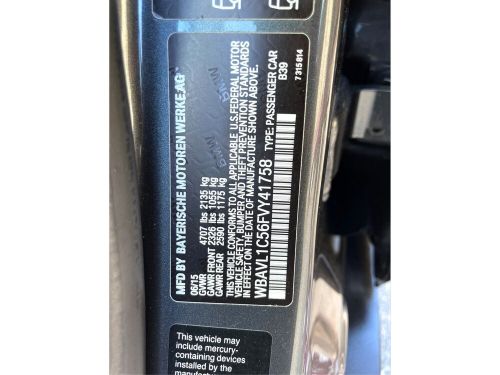 MFD BY BAYERISCHE MOTOREN WERKE AG
06/15
GVWR 4707 lbs 2135 kg
GAWR FRONT 2326 lbs 1055 kg
GAWR REAR 2590 lbs 1175 kg
THIS VEHICLE CONFORMS TO ALL APPLICABLE U.S. FEDERAL MOTOR
VEHICLE SAFETY, BUMPER AND THEFT PREVENTION STANDARDS
IN EFFECT ON THE DATE OF MANUFACTURE SHOWN ABOVE.
WBAVL1C56FVY41758 TYPE: PASSENGER CAR
B39
7 315 814
This vehicle may
include mercury-
containing devices
installed by the